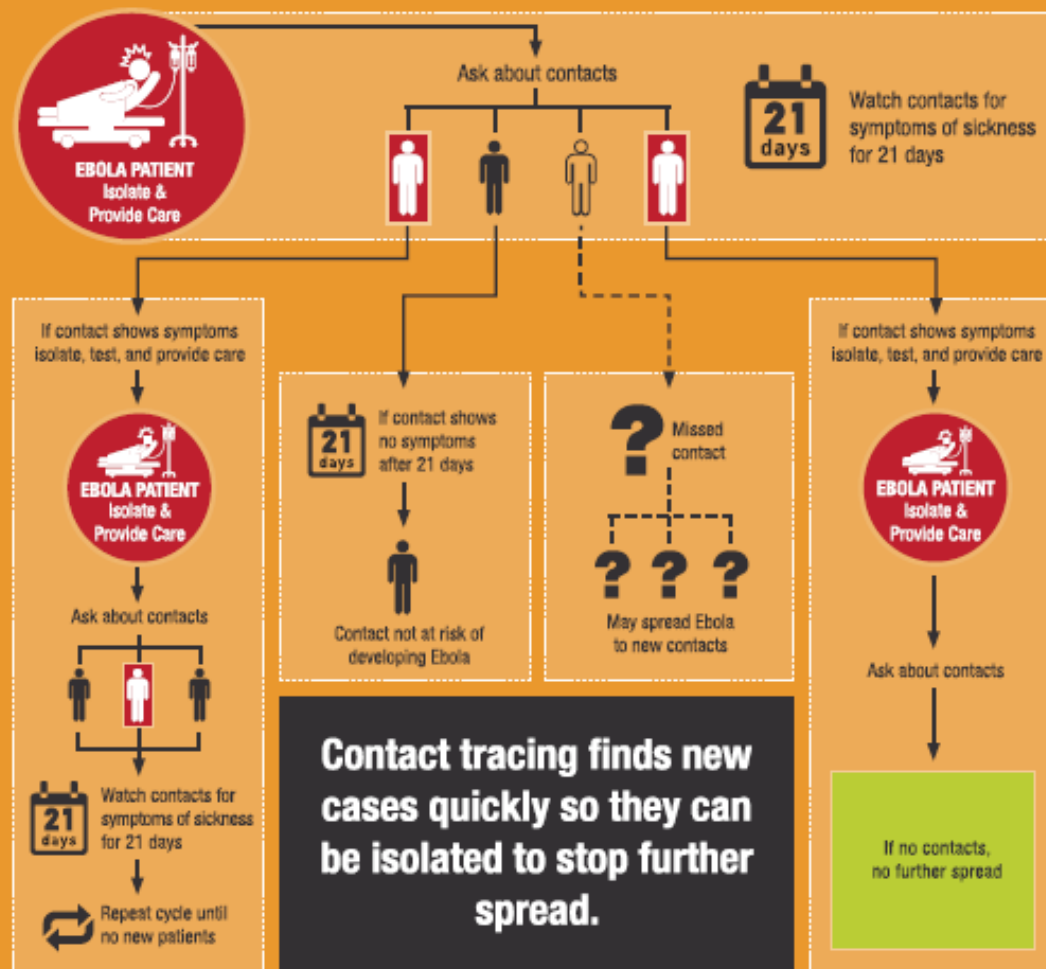 EBOLA PATIENT
Isolate &
Provide Care
Ask about contacts
21
days
Watch contacts for
symptoms of sickness
for 21 days
If contact shows symptoms
isolate, test, and provide care
EBOLA PATIENT
Isolate &
Provide Care
Ask about contacts
21
days
Watch contacts for
symptoms of sickness
for 21 days
Repeat cycle until
no new patients
21
days
If contact shows
no symptoms
after 21 days
Contact not at risk of
developing Ebola
?
Missed
contact
? ? ?
May spread Ebola
to new contacts
If contact shows symptoms
isolate, test, and provide care
EBOLA PATIENT
Isolate &
Provide Care
Ask about contacts
If no contacts,
no further spread
Contact tracing finds new
cases quickly so they can
be isolated to stop further
spread.